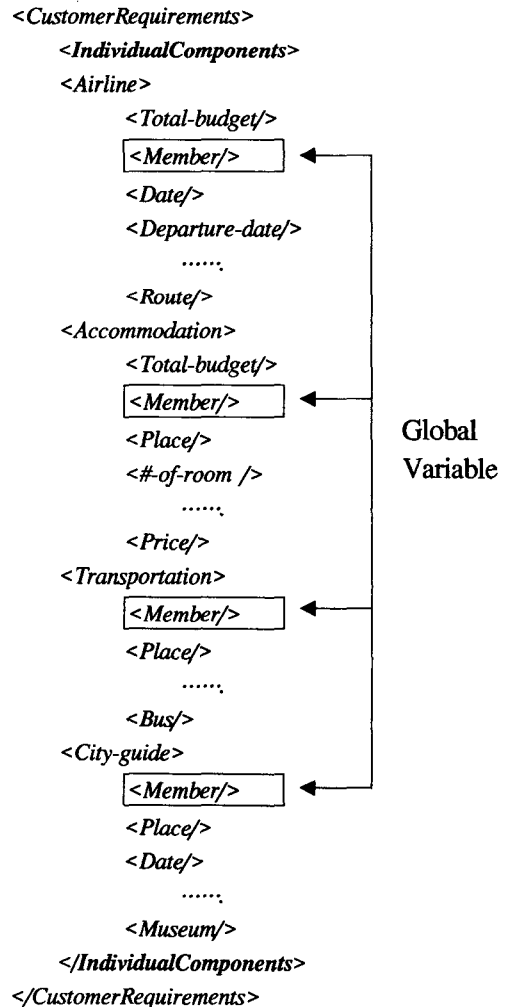 <CustomerRequirements>
<IndividualComponents>
<Airline>
<Total-budget/>
<Member/>
<Date/>
<Departure-date/>
......
<Route/>
<Accommodation>
<Total-budget/>
<Member/>
<Place/>
<#-of-room />
......
<Price/>
<Transportation>
<Member/>
<Place/>
......
<Bus/>
<City-guide>
<Member/>
<Place/>
<Date/>
......
<Museum/>
</IndividualComponents>
</CustomerRequirements>
Global
Variable